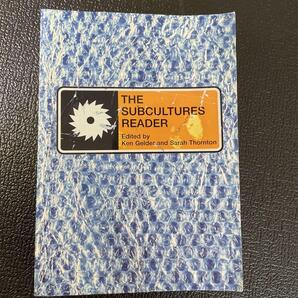 THE
SUBCULTURES
READER
Edited by
Ken Gelder and Sarah Thornton